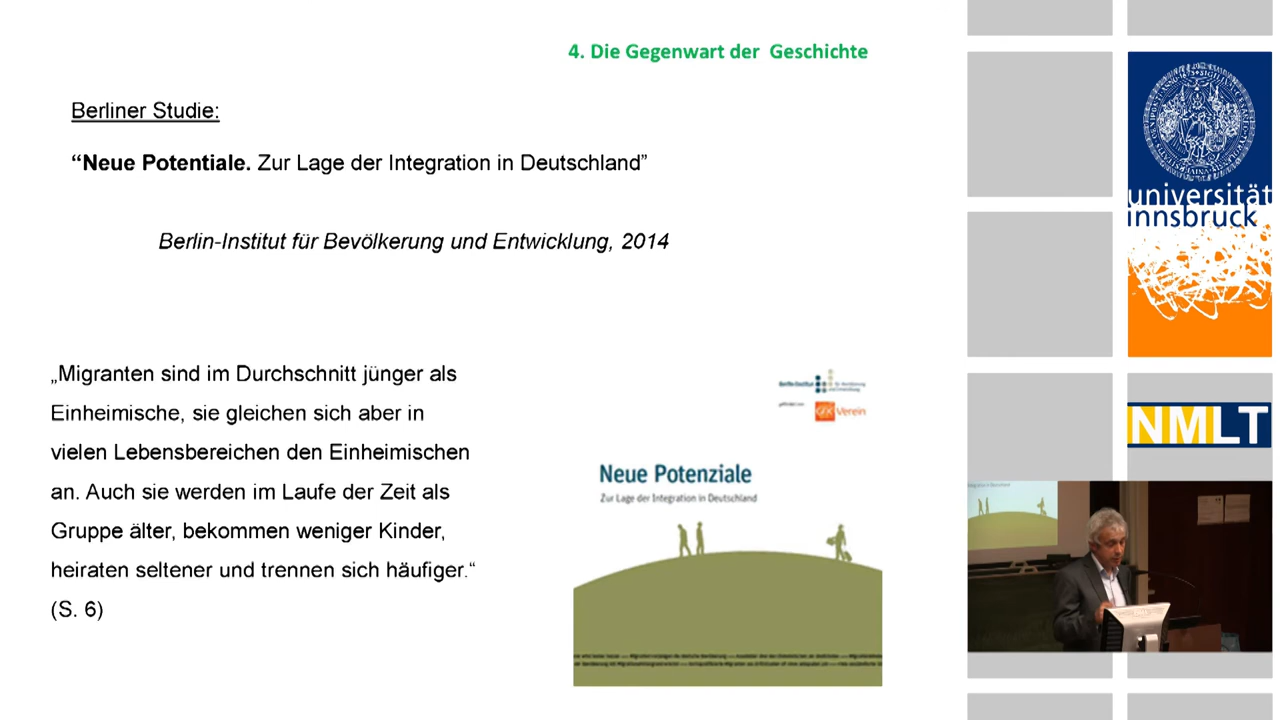 4. Die Gegenwart der Geschichte
Berliner Studie:
“Neue Potentiale. Zur Lage der Integration in Deutschland”
Berlin-Institut für Bevölkerung und Entwicklung, 2014
„Migranten sind im Durchschnitt jünger als
Einheimische, sie gleichen sich aber in
vielen Lebensbereichen den Einheimischen
an. Auch sie werden im Laufe der Zeit als
Gruppe älter, bekommen weniger Kinder,
heiraten seltener und trennen sich häufiger.“
(S. 6)
Berlin-Institut
GfK Verein
Neue Potenziale
Zur Lage der Integration in Deutschland
universität
innsbruck
NMLT